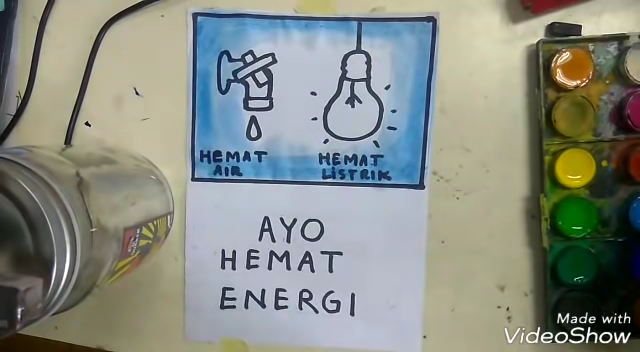 HEMAT
AIR
HEMAT
LISTRIK
AYO
HEMAT
ENERGI
Made with
VideoShow